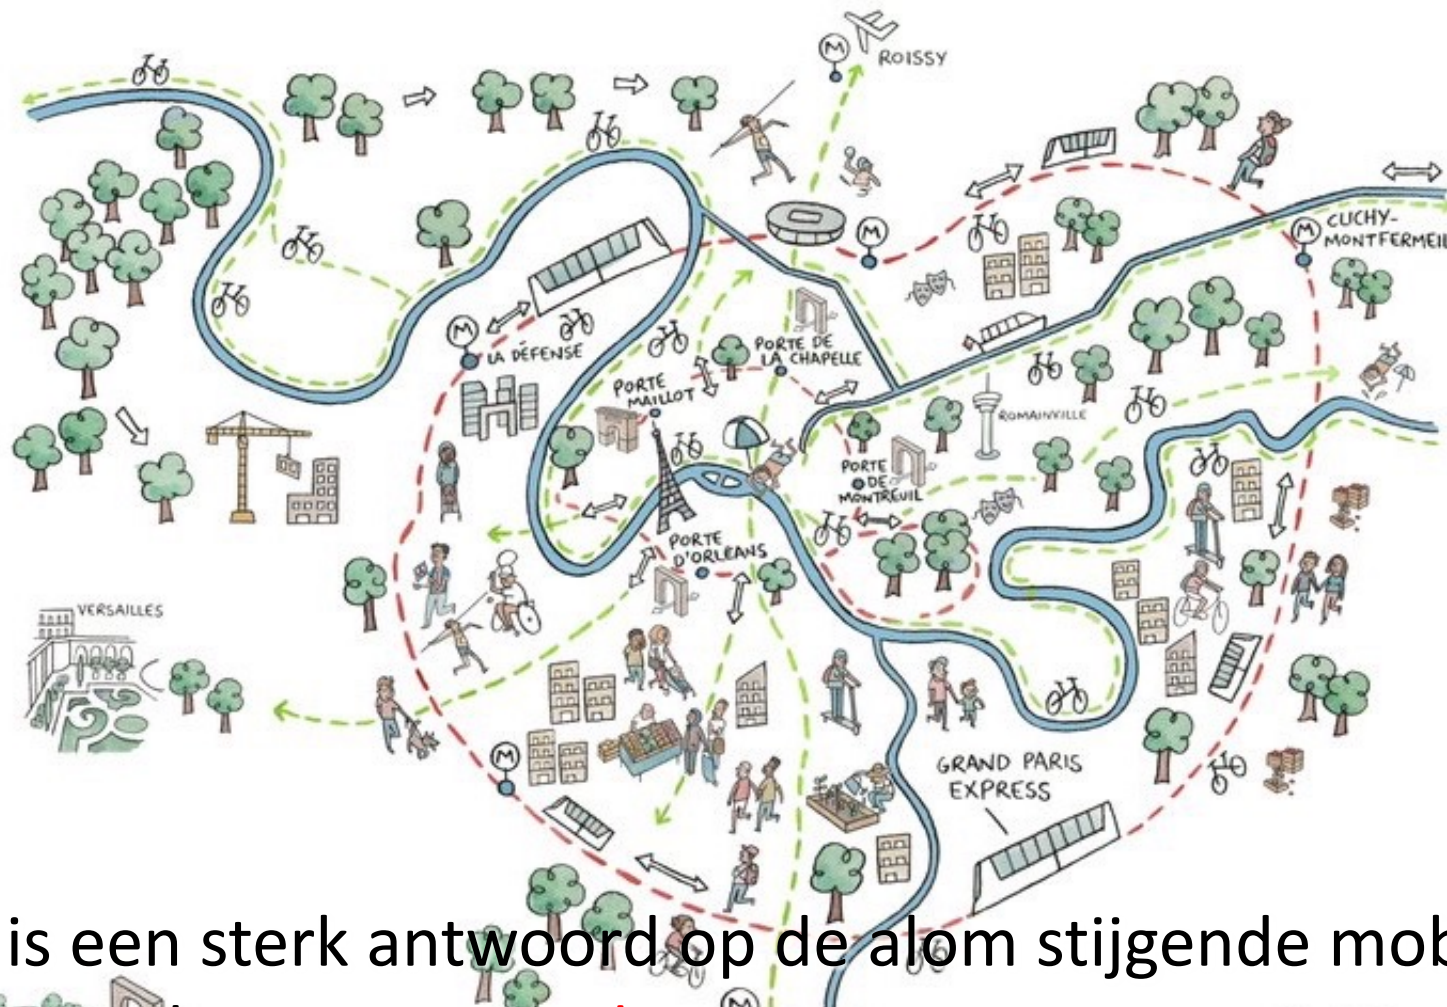 M
ROISSY
M
M
CLICHY-
MONTFERMEIL
M
LA DÉFENSE
PORTE DE
LA CHAPELLE
PORTE
MAILLOT
ROMAINVILLE
PORTE
DE
MONTREUIL
PORTE
D'ORLÉANS
VERSAILLES
M
GRAND PARIS
EXPRESS
is een sterk antwoord op de alom stijgende mob
M